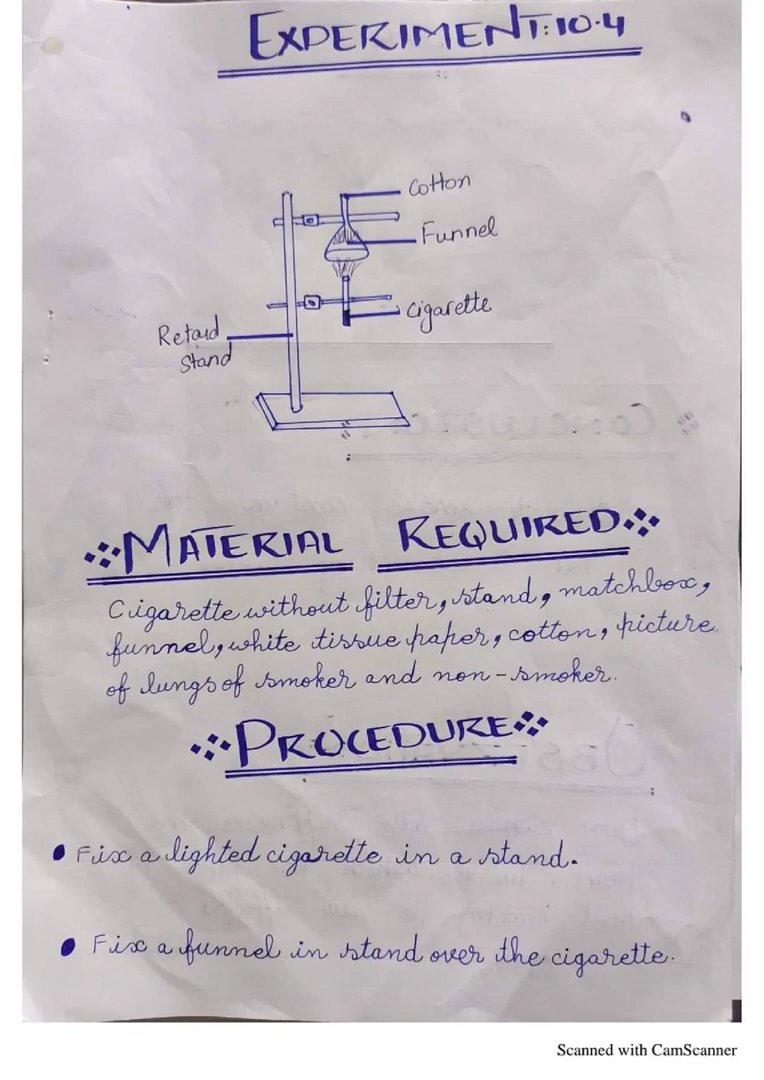 EXPERIMENT:10.4
Cotton
Funnel
Cigarette
Retaid
Stand
MATERIAL REQUIRED
Cigarette without filter, stand, matchbox,
funnel, white tissue paper, cotton, picture
of lungs of smoker and non-smoker.
PROCEDURE
Fix a lighted cigarette in a stand.
Fix a funnel in stand over the cigarette.
Scanned with CamScanner